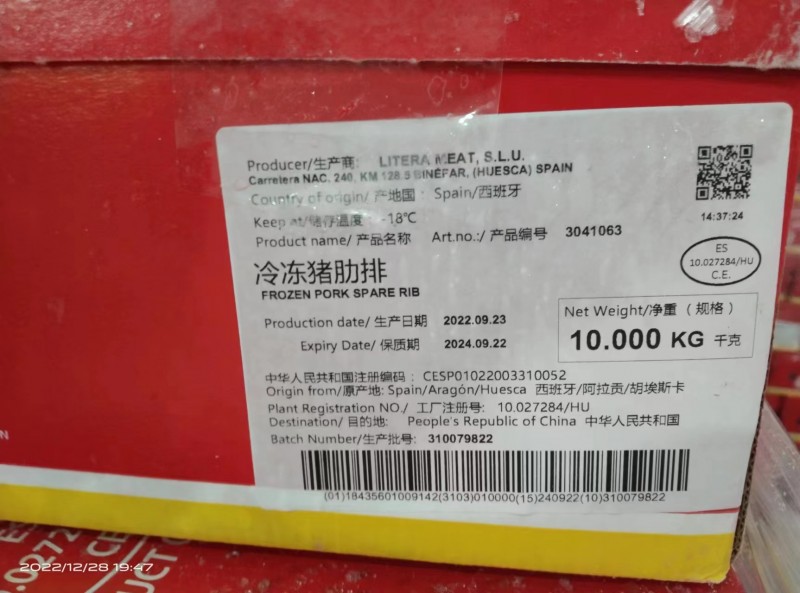 Producer/生产商: LITERA MEAT, S.L.U.
Carretera NAC. 240, KM 128.5 BINÉFAR. (HUESCA) SPAIN
Country of origin/ 产地国: Spain/西班牙
Keep at/储存温度: -18℃
Product name/ 产品名称 Art.no.:/ 产品编号 3041063
14:37:24
冷冻猪肋排
FROZEN PORK SPARE RIB
ES
10.027284/HU
C.E.
Production date/ 生产日期 2022.09.23
Expiry Date/ 保质期 2024.09.22
Net Weight/净重 (规格)
10.000 KG 千克
中华人民共和国注册编码: CESP01022003310052
Origin from/原产地: Spain/Aragón/Huesca 西班牙/阿拉贡/胡埃斯卡
Plant Registration NO./ 工厂注册号: 10.027284/HU
Destination/ 目的地: People's Republic of China 中华人民共和国
Batch Number/生产批号: 310079822
(01)18435601009142(3103)010000(15)240922(10)310079822
N
ES
0.0272
CE
UCT
2022/12/28 19:47